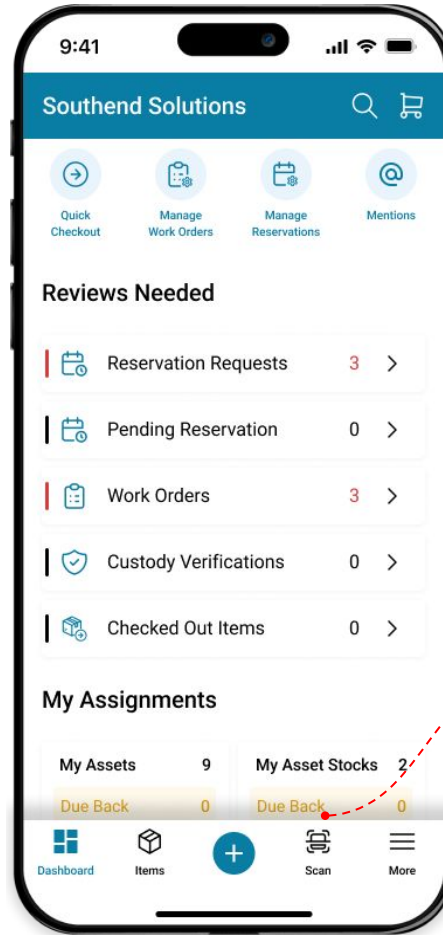 9:41
Southend Solutions
Quick Checkout
Manage Work Orders
Manage Reservations
Mentions
Reviews Needed
Reservation Requests 3
Pending Reservation 0
Work Orders 3
Custody Verifications 0
Checked Out Items 0
My Assignments
My Assets 9
My Asset Stocks 2
Due Back 0
Due Back 0
Dashboard
Items
Scan
More